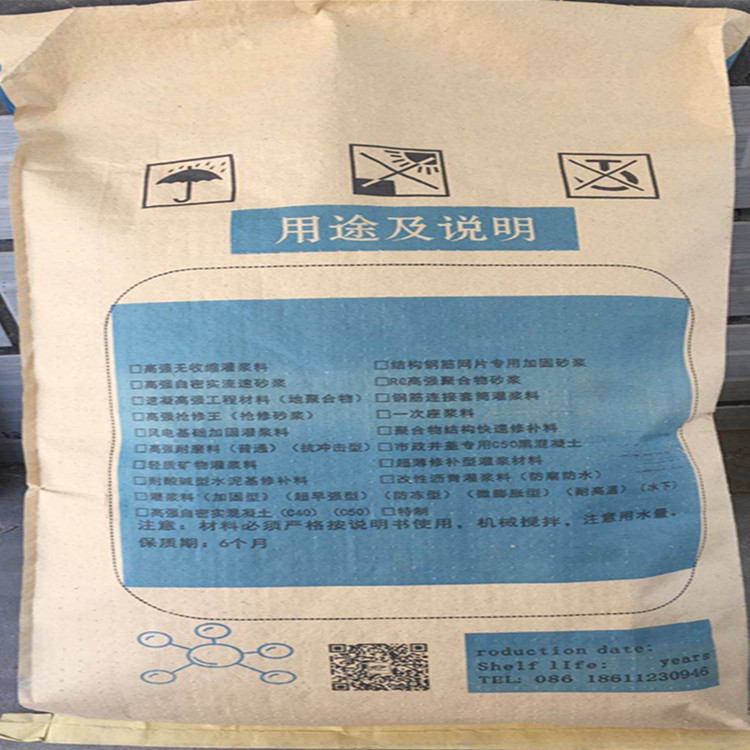 用途及说明
□高强无收缩灌浆料 □结构钢筋网片专用加固砂浆
□高强自密实流速砂浆 □RC高强聚合物砂浆
□速凝高强工程材料（地聚合物） □钢筋连接套筒灌浆料
□高强抢修王（抢修砂浆） □一次座浆料
□风电基础加固灌浆料 □聚合物结构快速修补料
□高强耐磨料（普通）（抗冲击型） □市政井盖专用C50黑混凝土
□轻质矿物灌浆料 □超薄修补型灌浆材料
□耐酸碱型水泥基修补料 □改性沥青灌浆料（防腐防水）
□灌浆料（加固型）（超早强型）（防冻型）（微膨胀型）（耐高温）（水下）
□高强自密实混凝土（C40）（C50） □特制
注意：材料必须严格按说明书使用，机械搅拌，注意用水量。
保质期：6个月
roduction date:
Shelf lIfe: years
TEL: 086 18611230946